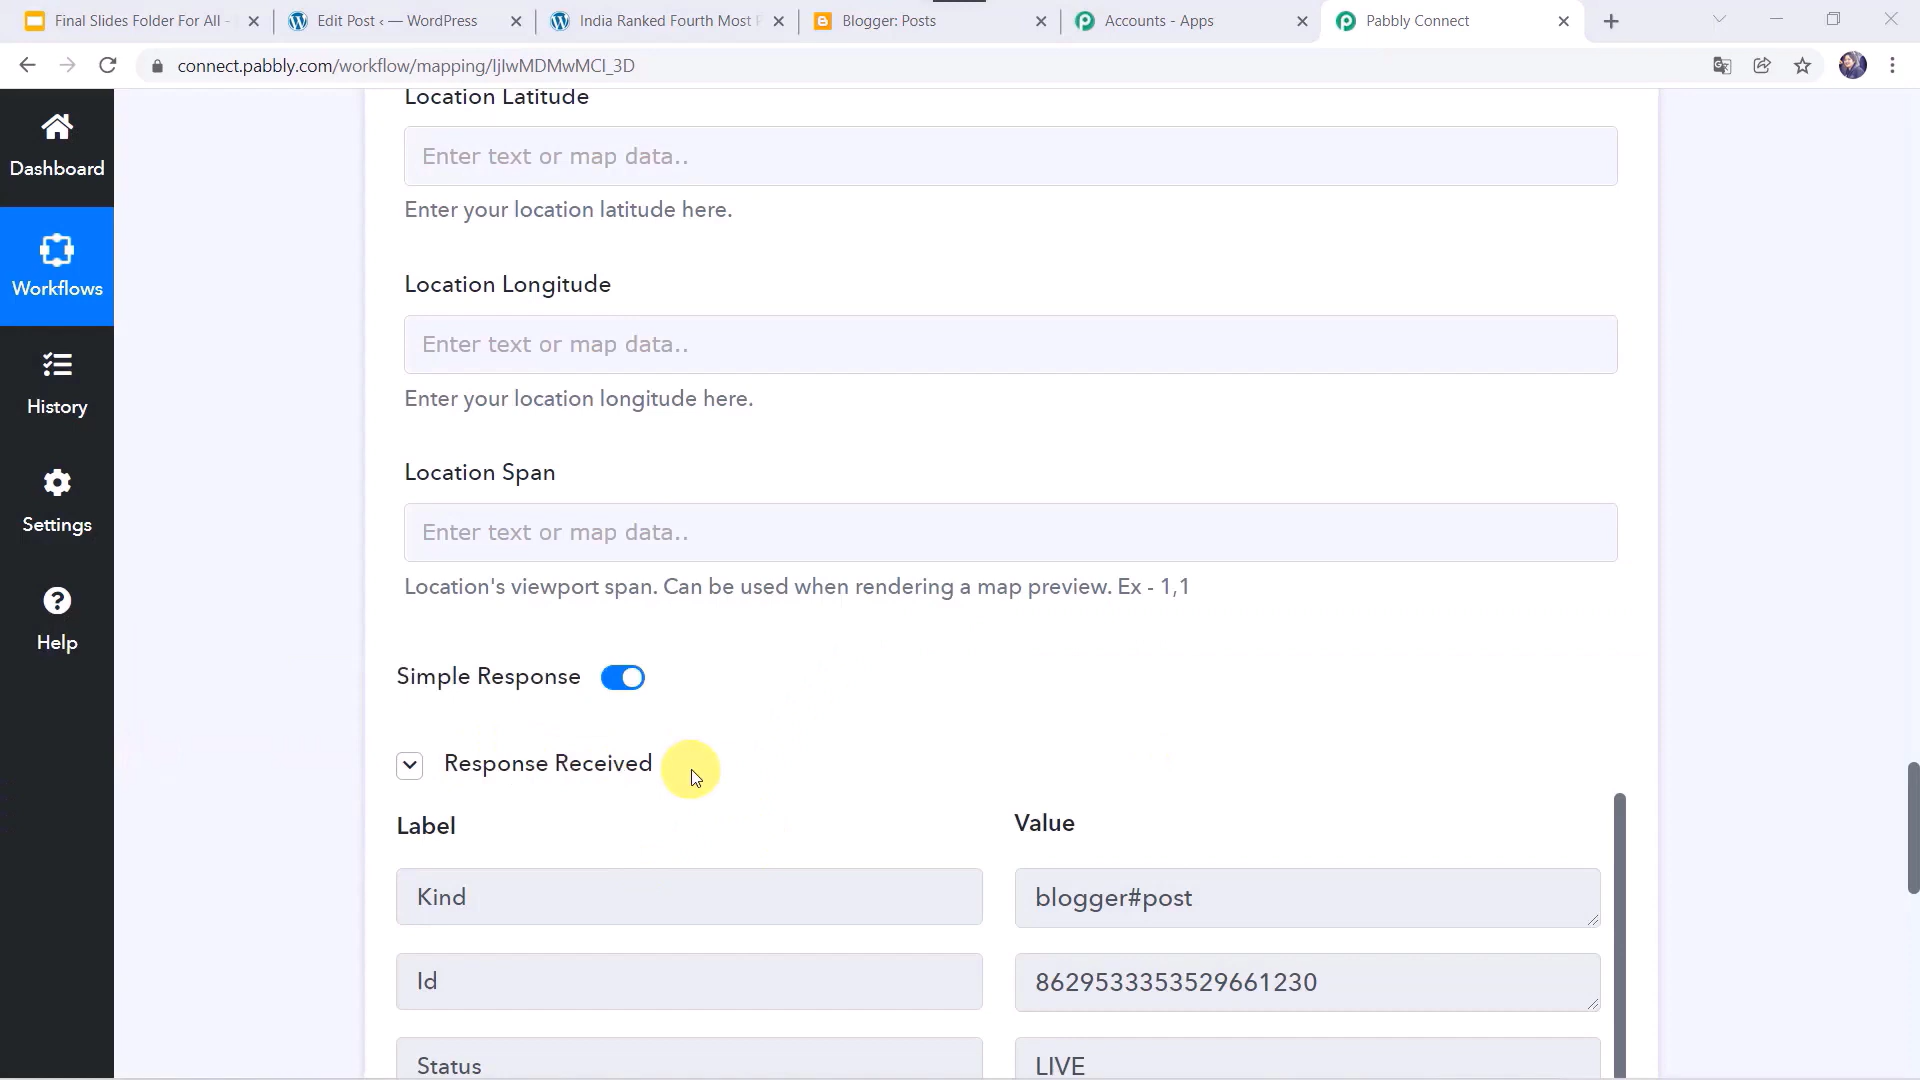 Final Slides Folder For All -
Edit Post ‹ — WordPress
India Ranked Fourth Most P
Blogger: Posts
Accounts - Apps
Pabbly Connect
connect.pabbly.com/workflow/mapping/IjIwMDMwMCI_3D
Dashboard
Workflows
History
Settings
Help
Location Latitude
Enter text or map data..
Enter your location latitude here.
Location Longitude
Enter text or map data..
Enter your location longitude here.
Location Span
Enter text or map data..
Location's viewport span. Can be used when rendering a map preview. Ex - 1,1
Simple Response
Response Received
Label Value
Kind blogger#post
Id 8629533353529661230
Status LIVE